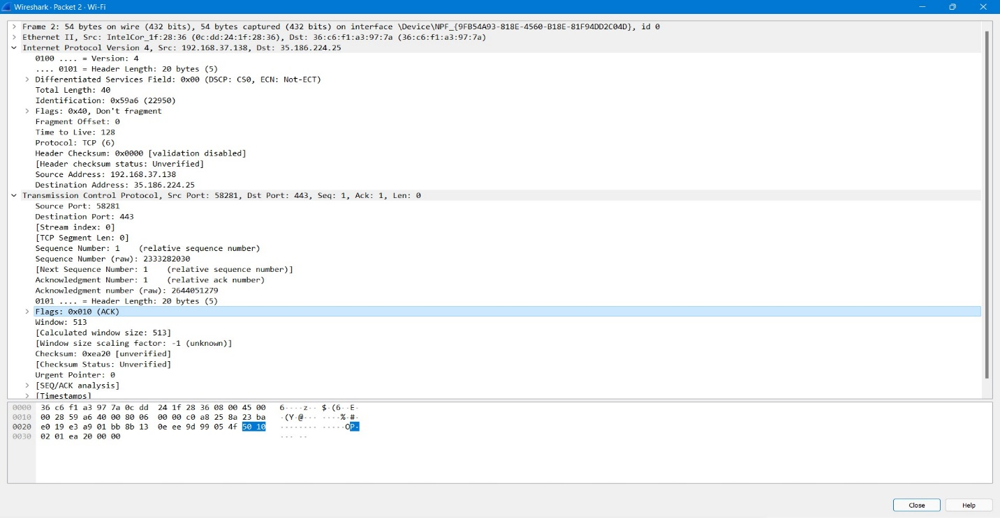 Wireshark · Packet 2 · Wi-Fi
Frame 2: 54 bytes on wire (432 bits), 54 bytes captured (432 bits) on interface \Device\NPF_{9FB54A93-818E-4560-B18E-81F94DD2C04D}, id 0
Ethernet II, Src: IntelCor_1f:28:36 (0c:dd:24:1f:28:36), Dst: 36:c6:f1:a3:97:7a (36:c6:f1:a3:97:7a)
Internet Protocol Version 4, Src: 192.168.37.138, Dst: 35.186.224.25
0100 .... = Version: 4
.... 0101 = Header Length: 20 bytes (5)
Differentiated Services Field: 0x00 (DSCP: CS0, ECN: Not-ECT)
Total Length: 40
Identification: 0x59a6 (22950)
Flags: 0x40, Don't fragment
Fragment Offset: 0
Time to Live: 128
Protocol: TCP (6)
Header Checksum: 0x0000 [validation disabled]
[Header checksum status: Unverified]
Source Address: 192.168.37.138
Destination Address: 35.186.224.25
Transmission Control Protocol, Src Port: 58281, Dst Port: 443, Seq: 1, Ack: 1, Len: 0
Source Port: 58281
Destination Port: 443
[Stream index: 0]
[TCP Segment Len: 0]
Sequence Number: 1    (relative sequence number)
Sequence Number (raw): 2333282030
[Next Sequence Number: 1    (relative sequence number)]
Acknowledgment Number: 1    (relative ack number)
Acknowledgment number (raw): 2644051279
0101 .... = Header Length: 20 bytes (5)
Flags: 0x010 (ACK)
Window: 513
[Calculated window size: 513]
[Window size scaling factor: -1 (unknown)]
Checksum: 0xea20 [unverified]
[Checksum Status: Unverified]
Urgent Pointer: 0
[SEQ/ACK analysis]
[Timestamps]
0000 36 c6 f1 a3 97 7a 0c dd 24 1f 28 36 08 00 45 00 6····z·· $·(6··E·
0010 00 28 59 a6 40 00 80 06 00 00 c0 a8 25 8a 23 ba ·(Y·@··· ····%·#·
0020 e0 19 e3 a9 01 bb 8b 13 0e ee 9d 99 05 4f 50 10 ········ ·····OP·
0030 02 01 ea 20 00 00 ··· ··
Close Help